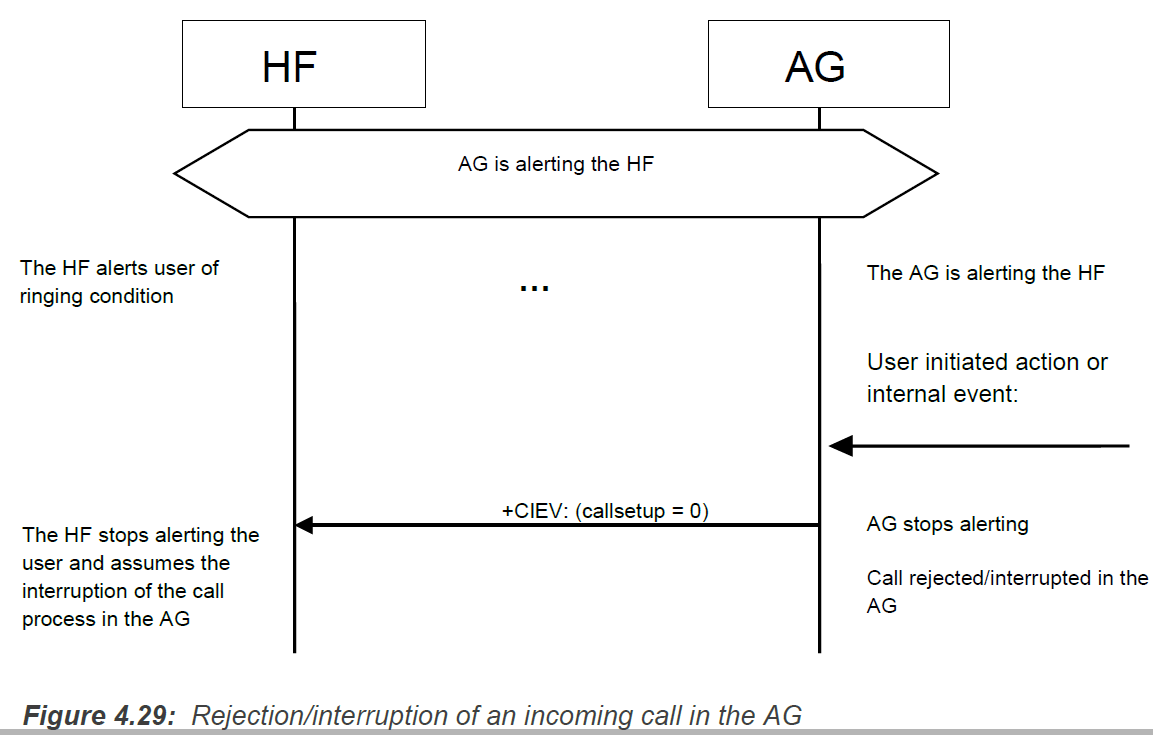 HF
AG
AG is alerting the HF
The HF alerts user of
ringing condition
...
The AG is alerting the HF
User initiated action or
internal event:
+CIEV: (callsetup = 0)
The HF stops alerting the
user and assumes the
interruption of the call
process in the AG
AG stops alerting
Call rejected/interrupted in the
AG
Figure 4.29: Rejection/interruption of an incoming call in the AG